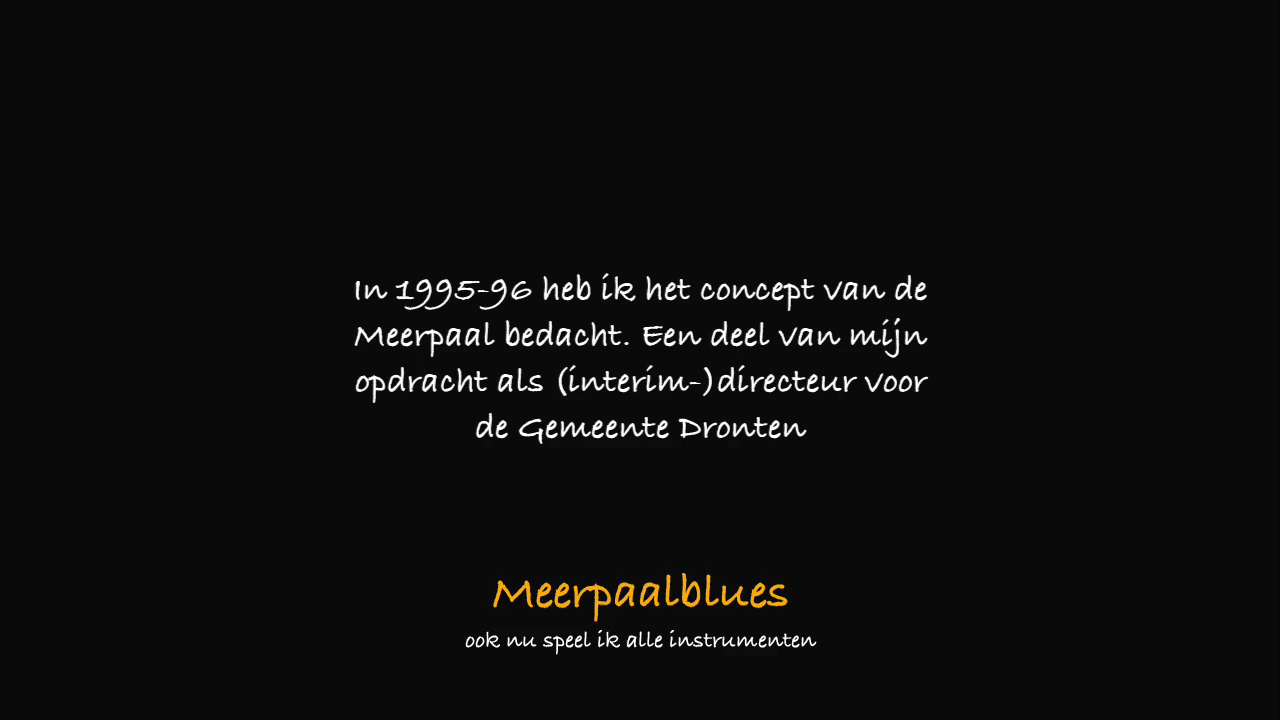 In 1995-96 heb ik het concept van de
Meerpaal bedacht. Een deel van mijn
opdracht als (interim-)directeur voor
de Gemeente Dronten
Meerpaalblues
ook nu speel ik alle instrumenten